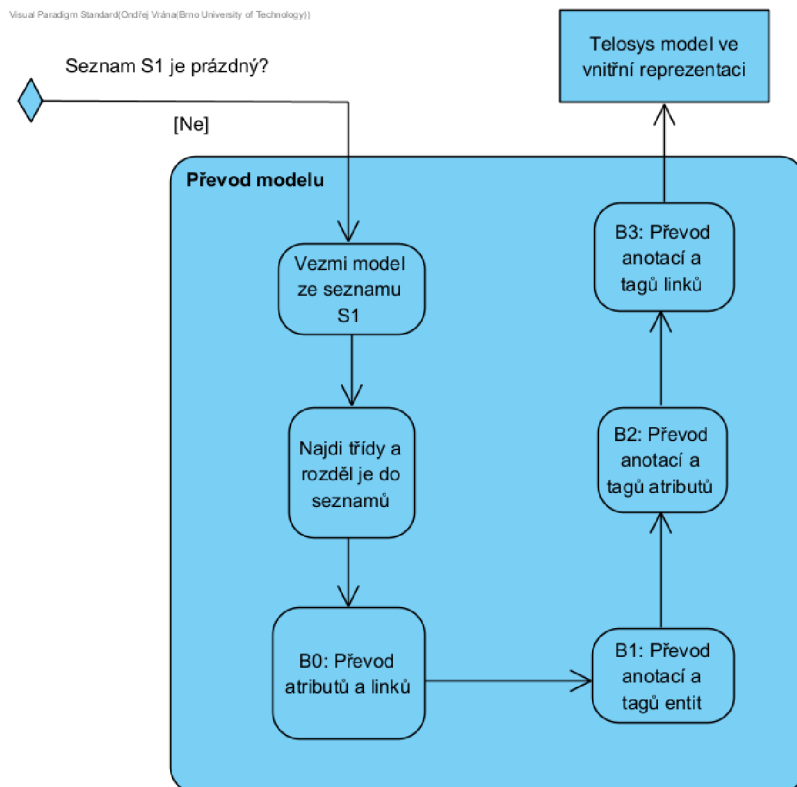 Visual Paradigm Standard(Ondřej Vrána(Brno University of Technology))
Seznam S1 je prázdný?
[Ne]
Telosys model ve
vnitřní reprezentaci
Převod modelu
Vezmi model
ze seznamu
S1
Najdi třídy a
rozděl je do
seznamů
B0: Převod
atributů a linků
B1: Převod
anotací a
tagů entit
B2: Převod
anotací a
tagů atributů
B3: Převod
anotací a
tagů linků